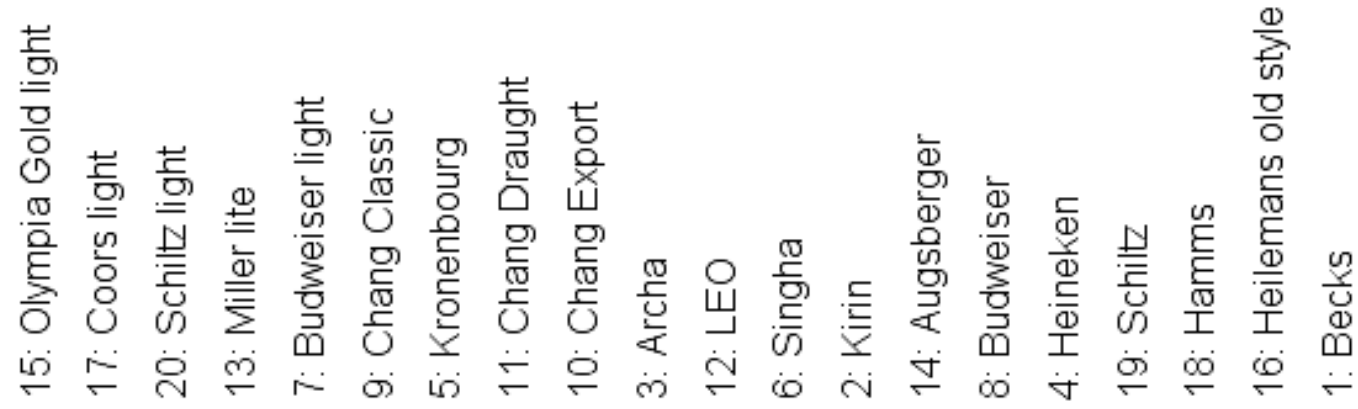 15: Olympia Gold light
17: Coors light
20: Schiltz light
13: Miller lite
7: Budweiser light
9: Chang Classic
5: Kronenbourg
11: Chang Draught
10: Chang Export
3: Archa
12: LEO
6: Singha
2: Kirin
14: Augsberger
8: Budweiser
4: Heineken
19: Schiltz
18: Hamms
16: Heilemans old style
1: Becks